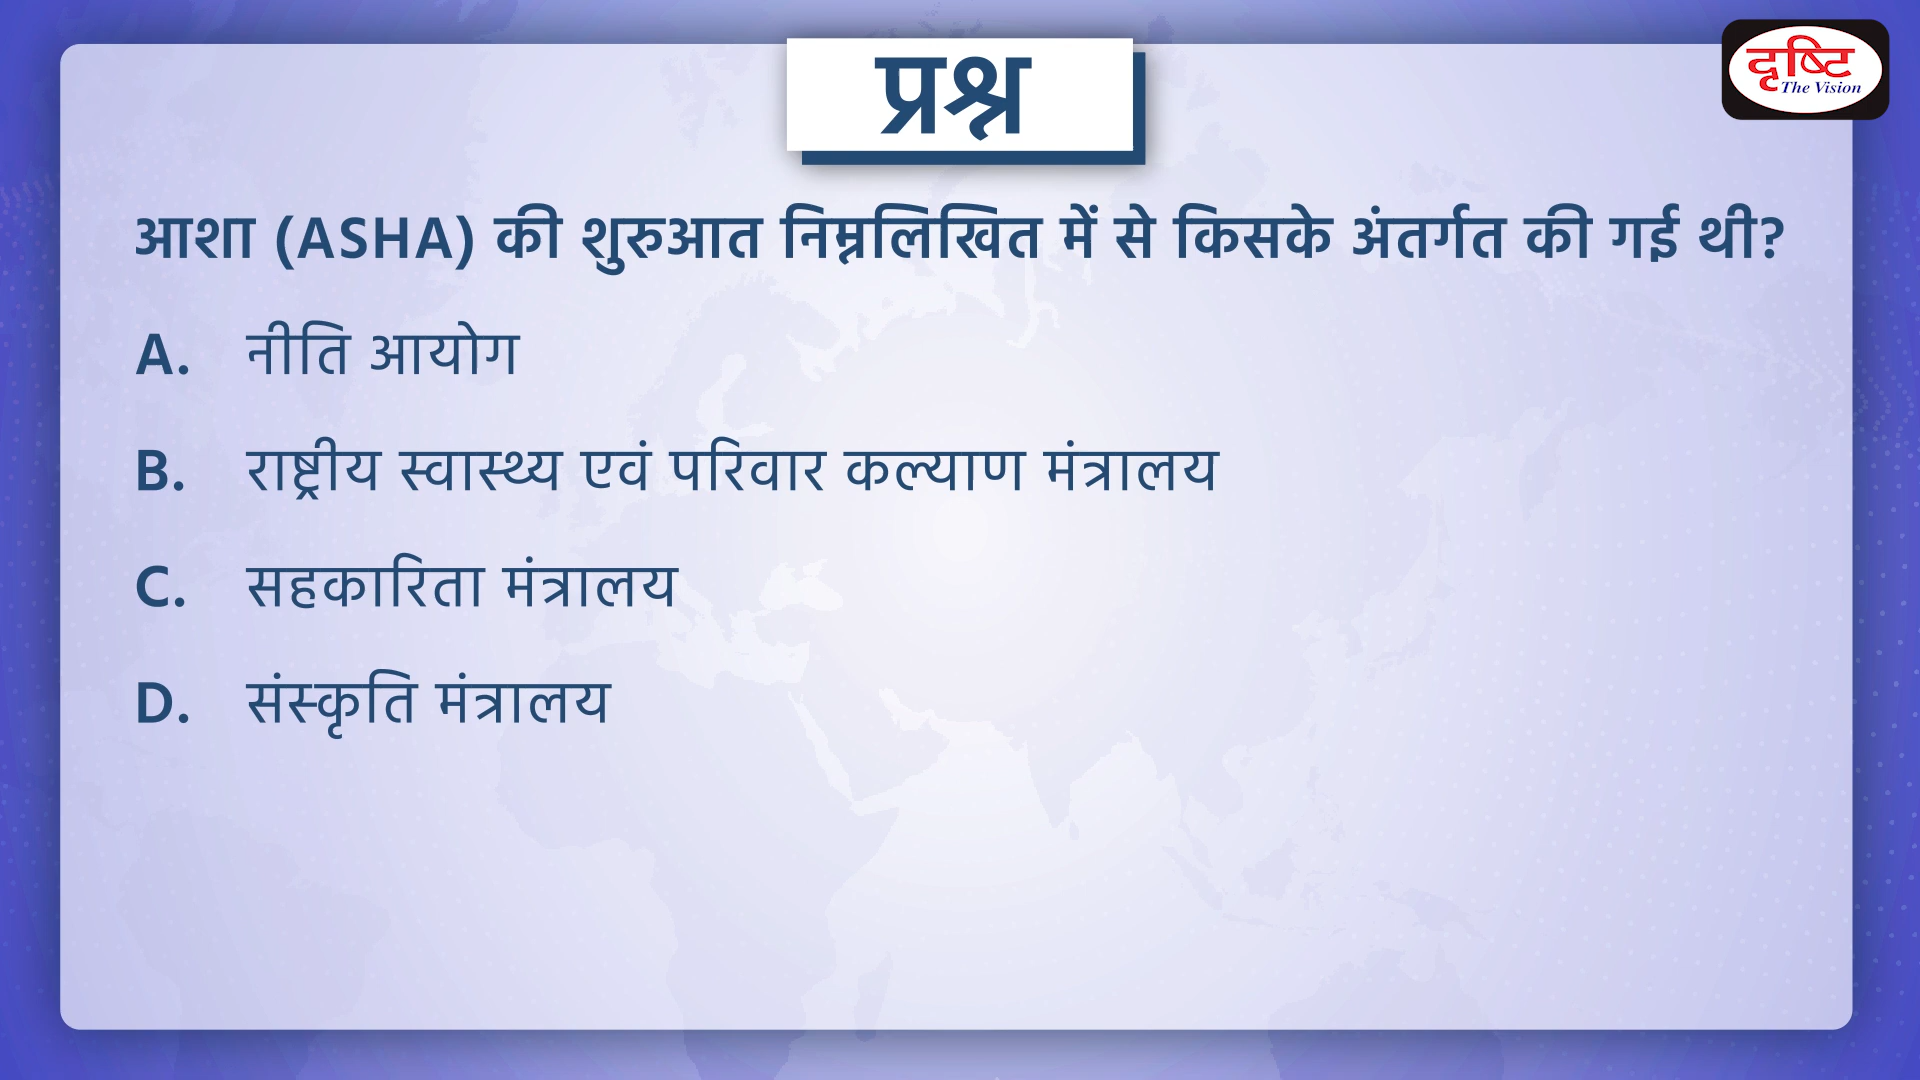 प्रश्न
दृष्टि
The Vision
आशा (ASHA) की शुरुआत निम्नलिखित में से किसके अंतर्गत की गई थी?
A. नीति आयोग
B. राष्ट्रीय स्वास्थ्य एवं परिवार कल्याण मंत्रालय
C. सहकारिता मंत्रालय
D. संस्कृति मंत्रालय